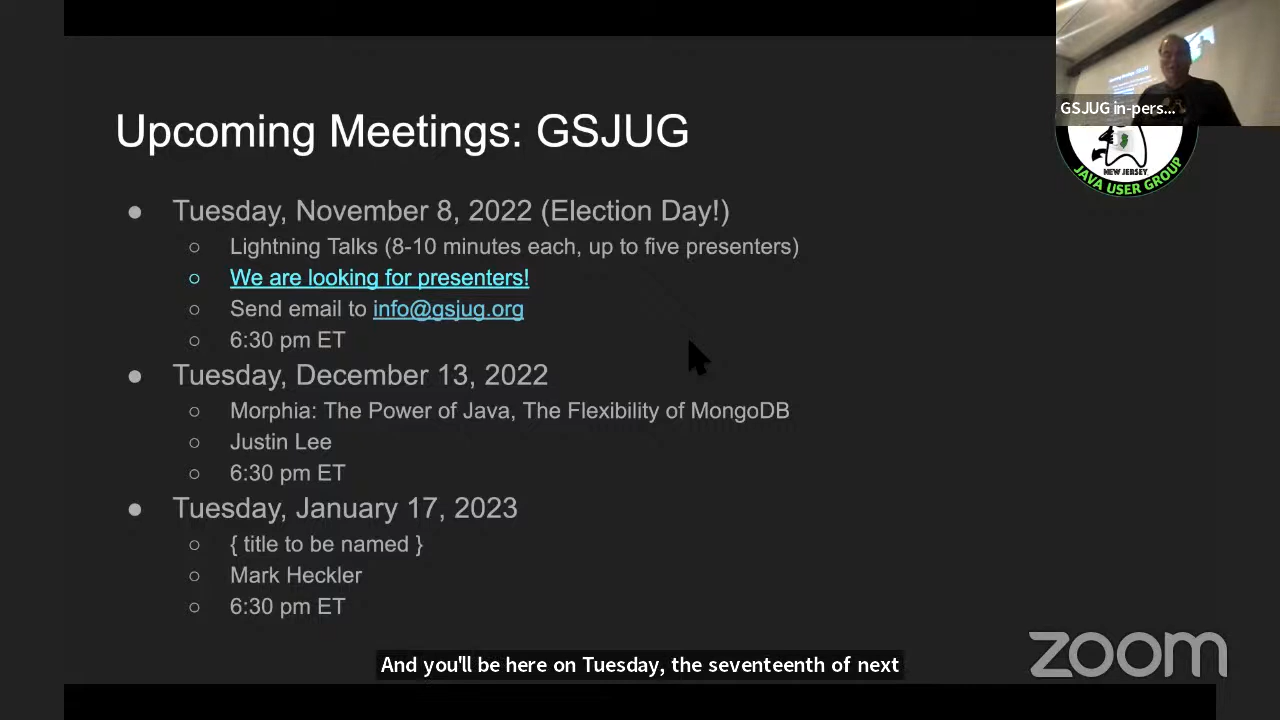 GSJUG in-pers...
NEW JERSEY
JAVA USER GROUP
Upcoming Meetings: GSJUG
● Tuesday, November 8, 2022 (Election Day!)
○ Lightning Talks (8-10 minutes each, up to five presenters)
○ We are looking for presenters!
○ Send email to info@gsjug.org
○ 6:30 pm ET
● Tuesday, December 13, 2022
○ Morphia: The Power of Java, The Flexibility of MongoDB
○ Justin Lee
○ 6:30 pm ET
● Tuesday, January 17, 2023
○ { title to be named }
○ Mark Heckler
○ 6:30 pm ET
And you'll be here on Tuesday, the seventeenth of next
zoom